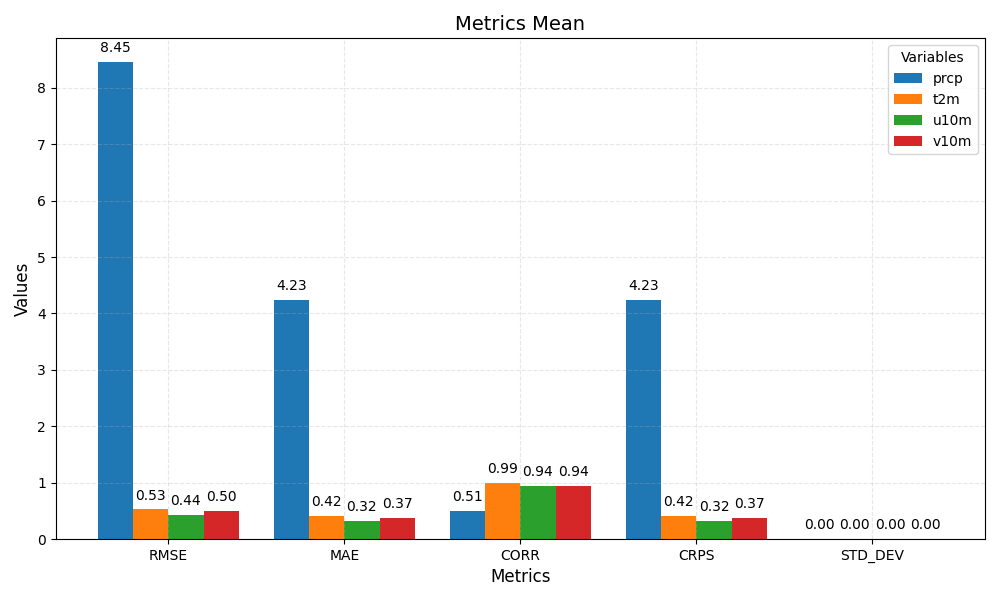 Metrics Mean
Values
8
7
6
5
4
3
2
1
0
8.45
0.53
0.44
0.50
4.23
0.42
0.32
0.37
0.51
0.99
0.94
0.94
4.23
0.42
0.32
0.37
0.00
0.00
0.00
0.00
Variables
prcp
t2m
u10m
v10m
RMSE
MAE
CORR
CRPS
STD_DEV
Metrics